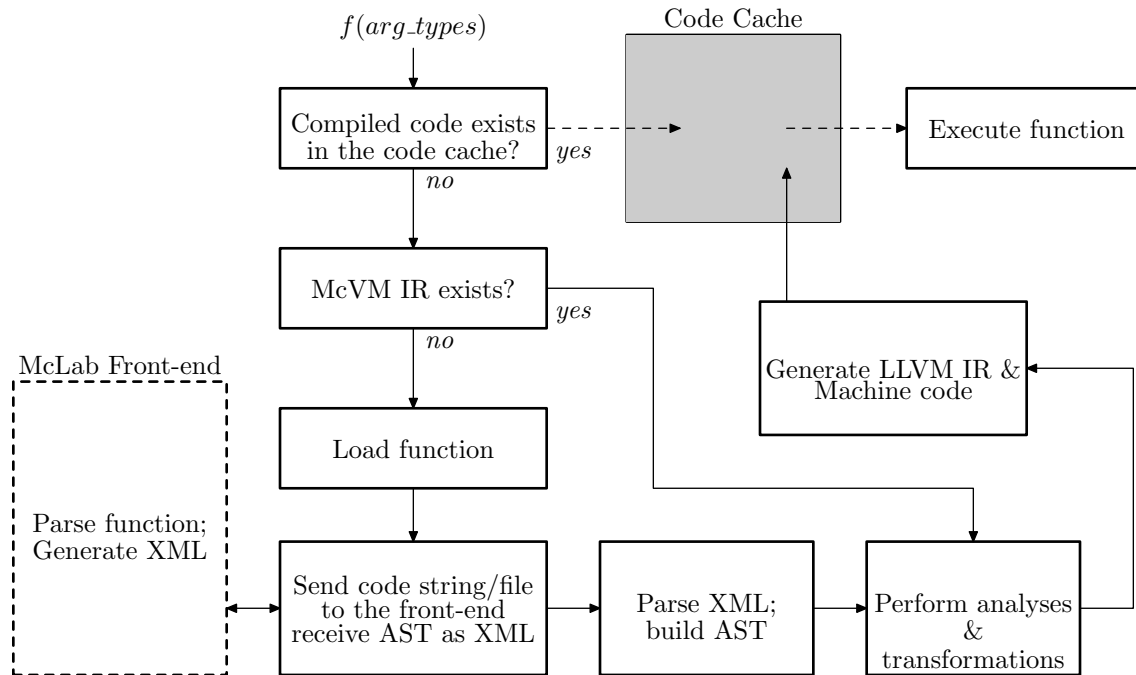 Code Cache
f(arg_types)
Compiled code exists
in the code cache?
yes
Execute function
no
McVM IR exists?
yes
no
McLab Front-end
Generate LLVM IR &
Machine code
Load function
Parse function;
Generate XML
Send code string/file
to the front-end
receive AST as XML
Parse XML;
build AST
Perform analyses
&
transformations